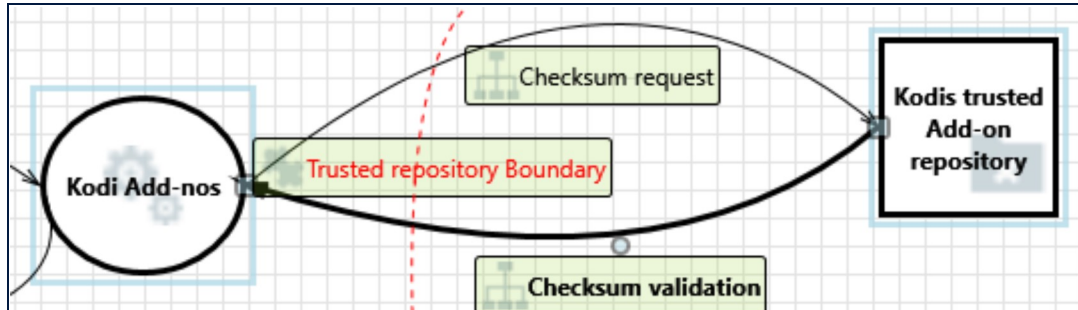 Checksum request
Kodis trusted
Add-on
repository
Trusted repository Boundary
Kodi Add-nos
Checksum validation